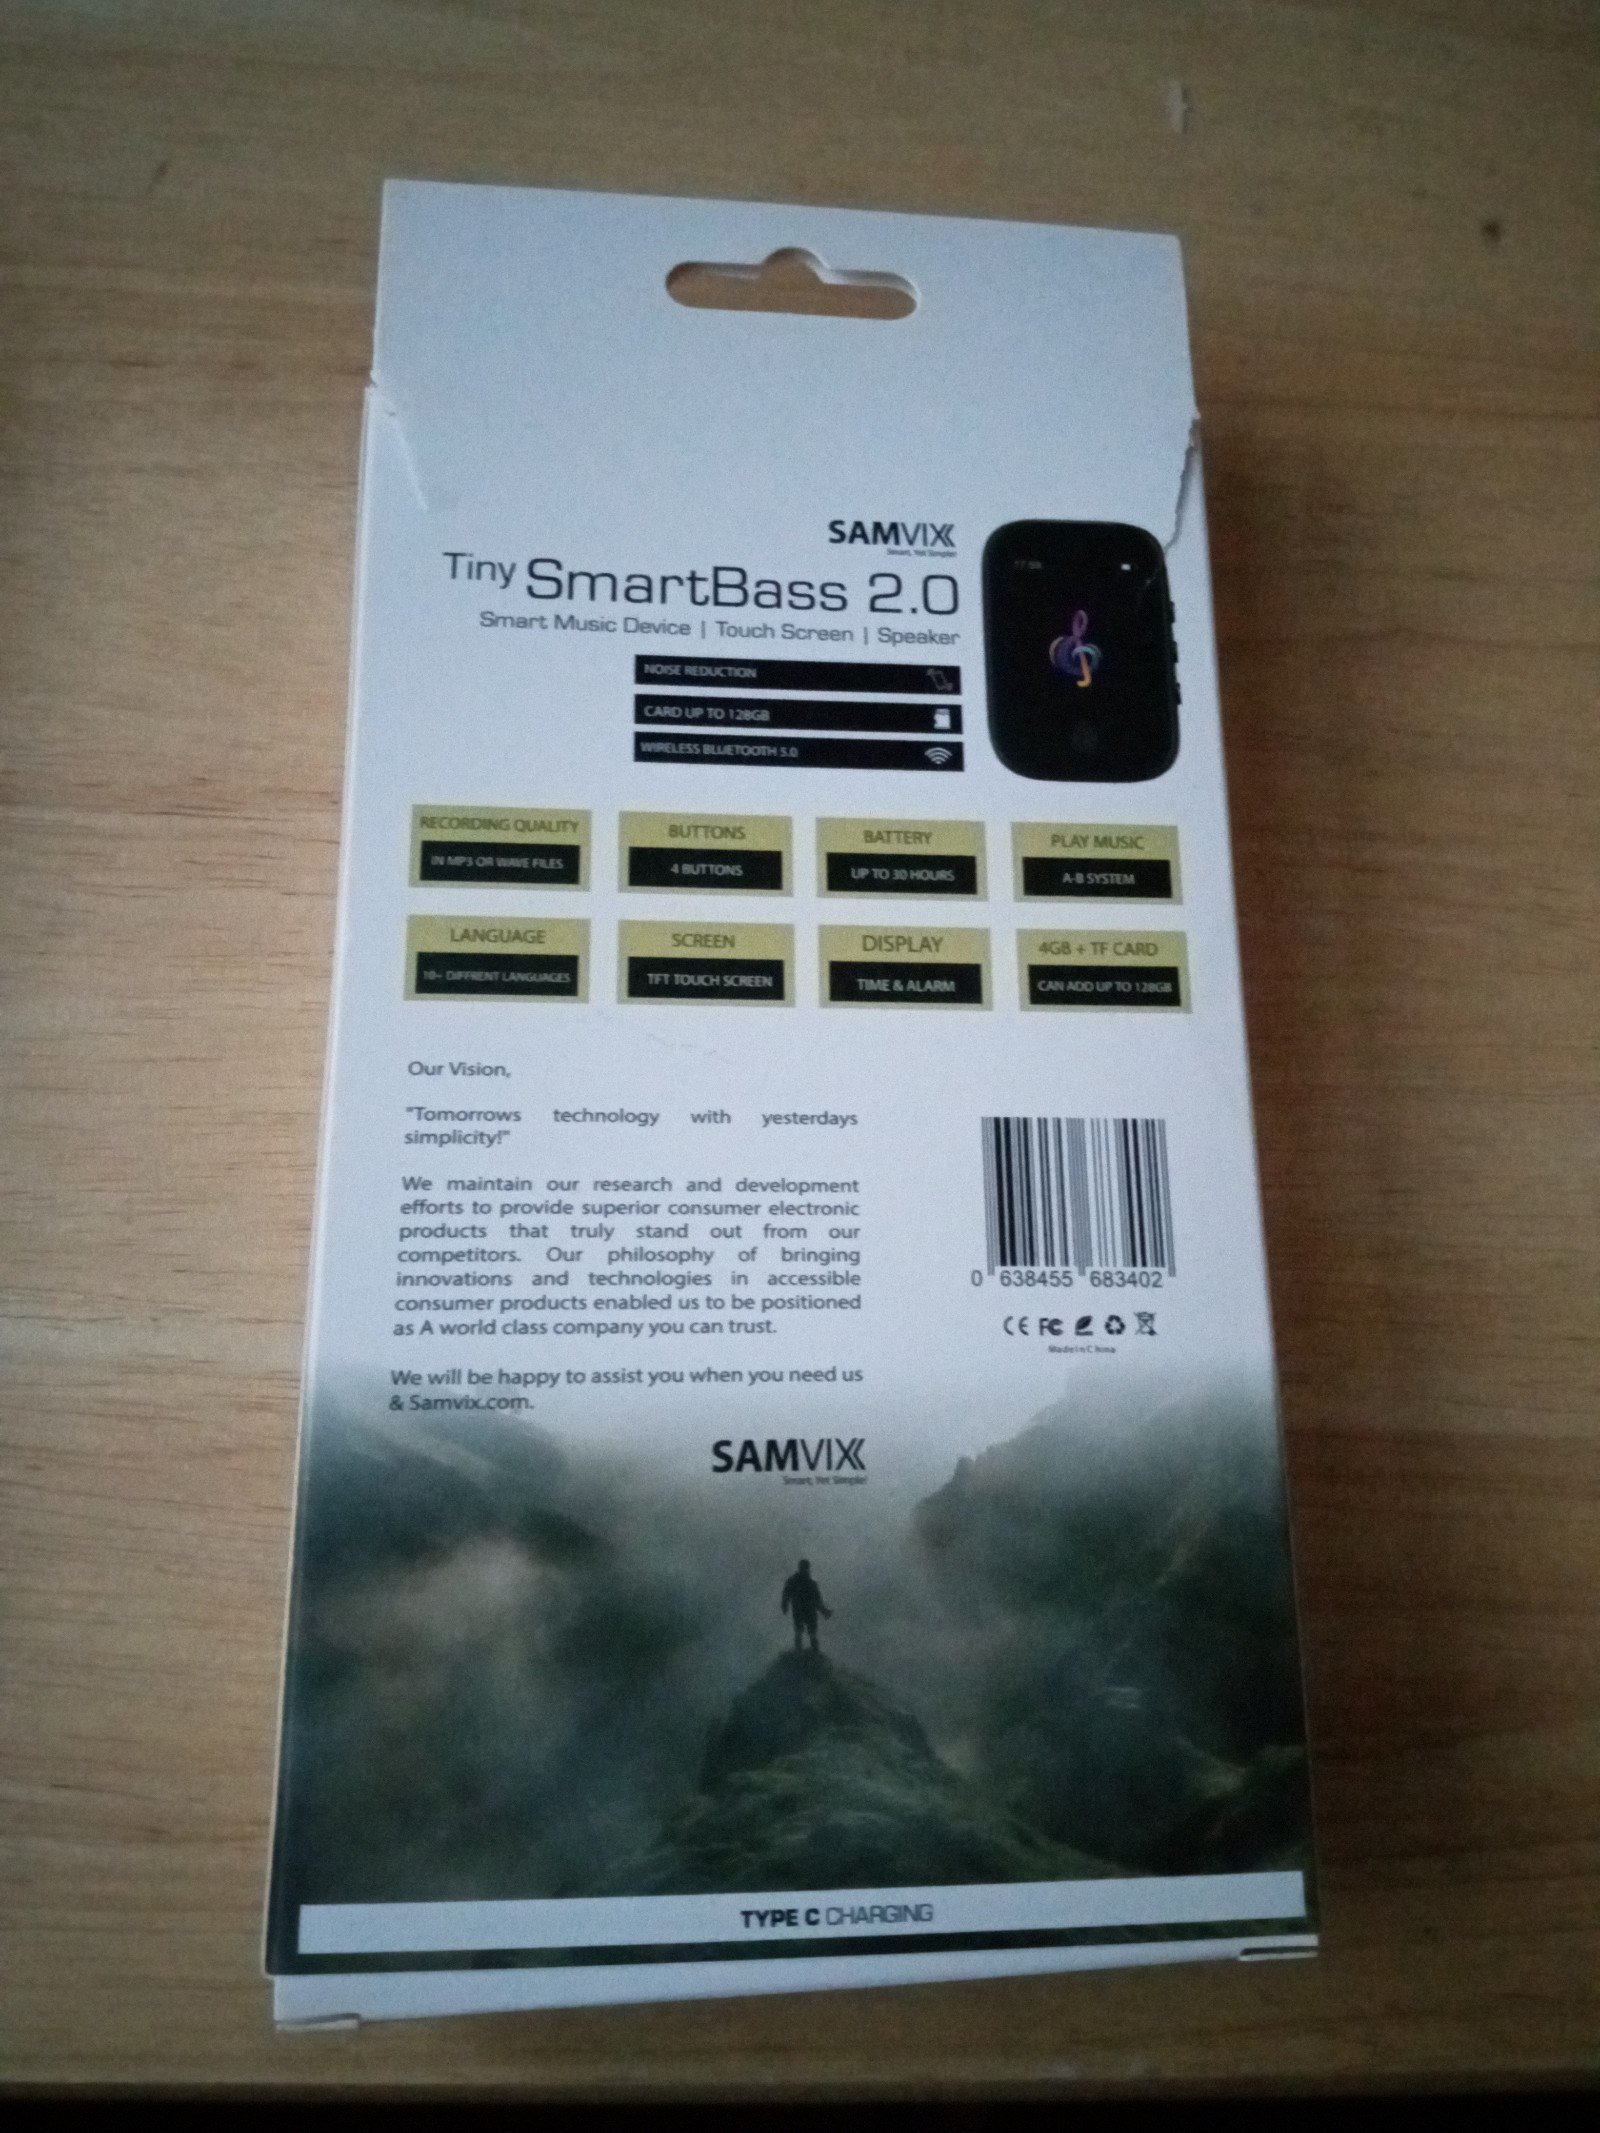 SAMVIX
Smart, Yet Simple!
Tiny SmartBass 2.0
Smart Music Device | Touch Screen | Speaker
NOISE REDUCTION
CARD UP TO 128GB
WIRELESS BLUETOOTH 5.0
RECORDING QUALITY
IN MP3 OR WAVE FILES
BUTTONS
4 BUTTONS
BATTERY
UP TO 30 HOURS
PLAY MUSIC
A-B SYSTEM
LANGUAGE
10+ DIFFRENT LANGUAGES
SCREEN
TFT TOUCH SCREEN
DISPLAY
TIME & ALARM
4GB + TF CARD
CAN ADD UP TO 128GB
Our Vision,
"Tomorrows technology with yesterdays
simplicity!"
We maintain our research and development
efforts to provide superior consumer electronic
products that truly stand out from our
competitors. Our philosophy of bringing
innovations and technologies in accessible
consumer products enabled us to be positioned
as A world class company you can trust.
We will be happy to assist you when you need us
& Samvix.com.
0 638455 683402
CE FC
Made in China
SAMVIX
Smart, Yet Simple!
TYPE C CHARGING